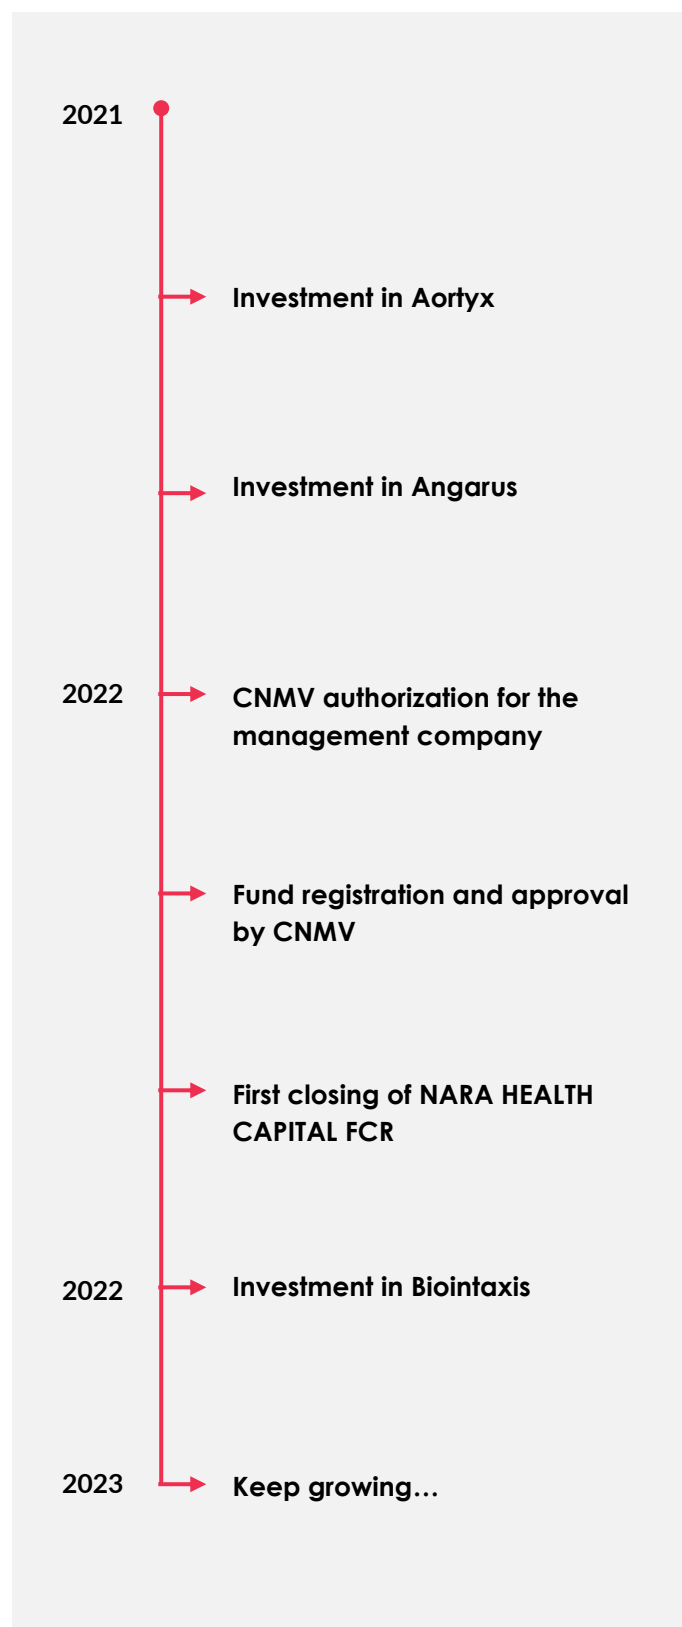 2021
Investment in Aortyx
Investment in Angarus
2022
CNMV authorization for the
management company
Fund registration and approval
by CNMV
First closing of NARA HEALTH
CAPITAL FCR
2022
Investment in Biointaxis
2023
Keep growing…